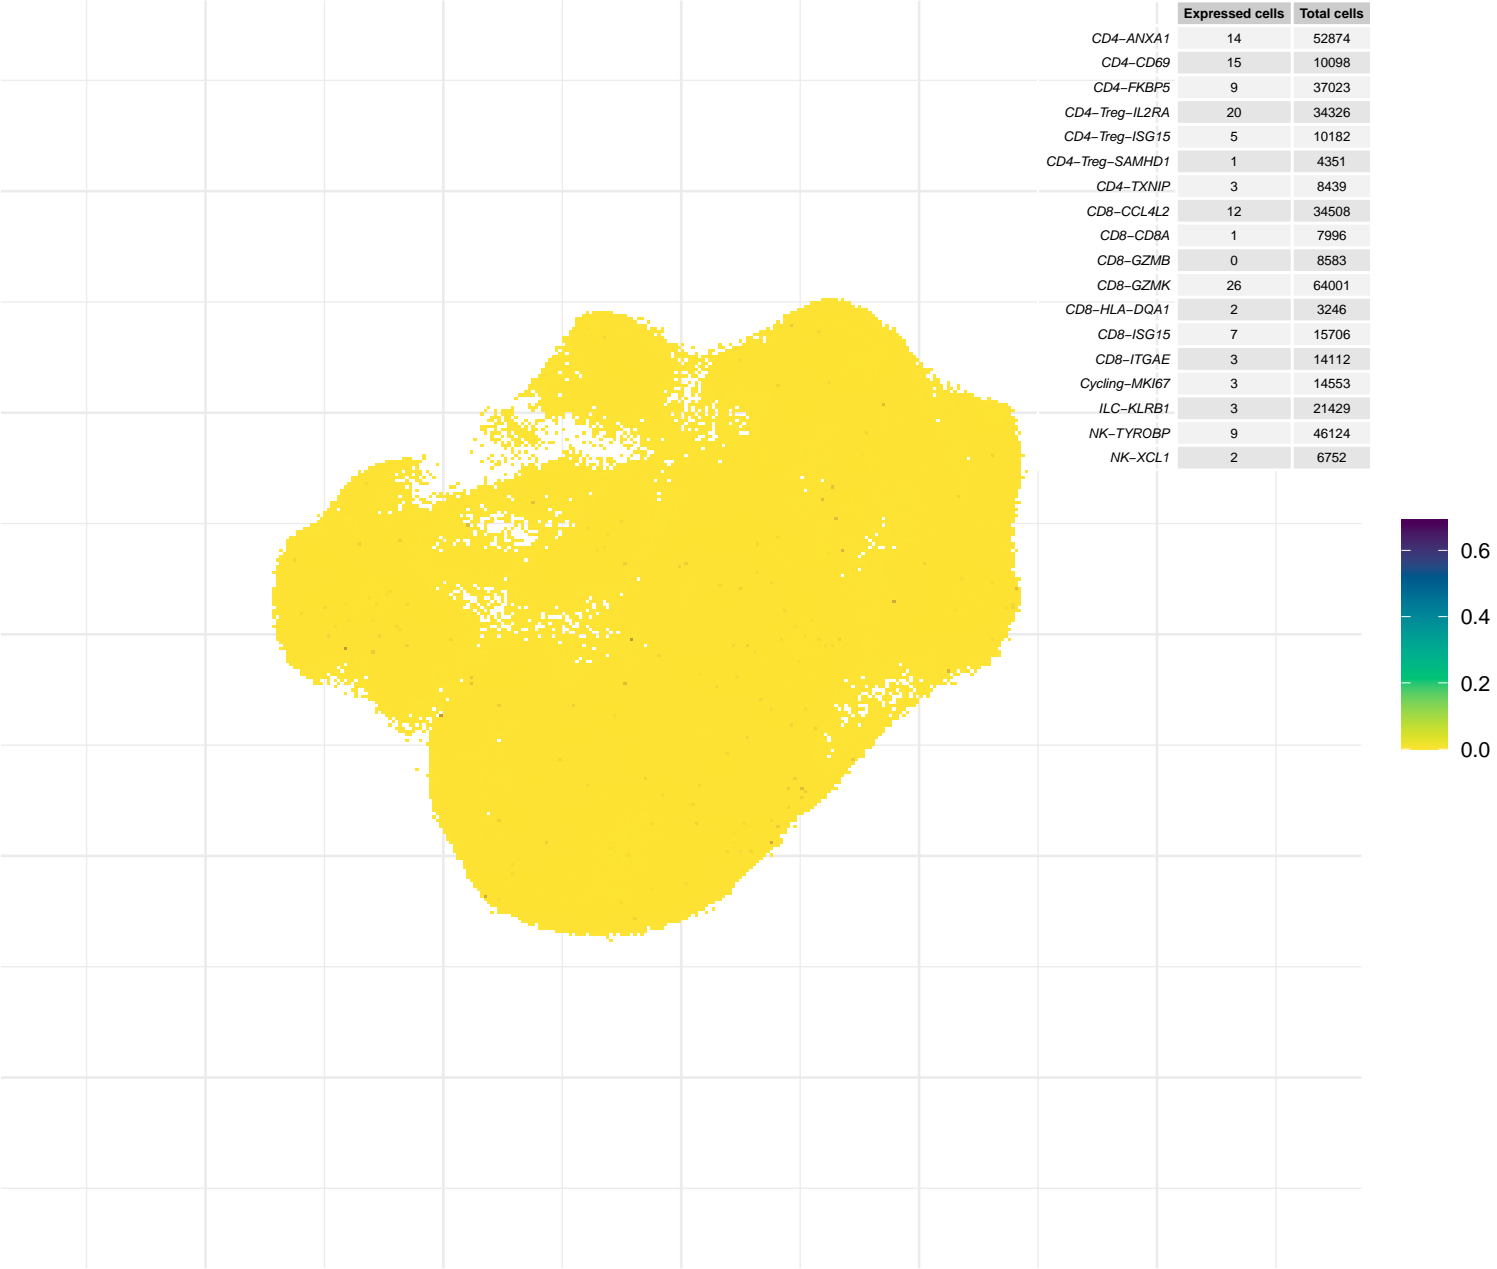 Expressed cells Total cells
CD4−ANXA1 14 52874
CD4−CD69 15 10098
CD4−FKBP5 9 37023
CD4−Treg−IL2RA 20 34326
CD4−Treg−ISG15 5 10182
CD4−Treg−SAMHD1 1 4351
CD4−TXNIP 3 8439
CD8−CCL4L2 12 34508
CD8−CD8A 1 7996
CD8−GZMB 0 8583
CD8−GZMK 26 64001
CD8−HLA−DQA1 2 3246
CD8−ISG15 7 15706
CD8−ITGAE 3 14112
Cycling−MKI67 3 14553
ILC−KLRB1 3 21429
NK−TYROBP 9 46124
NK−XCL1 2 6752
0.6
0.4
0.2
0.0